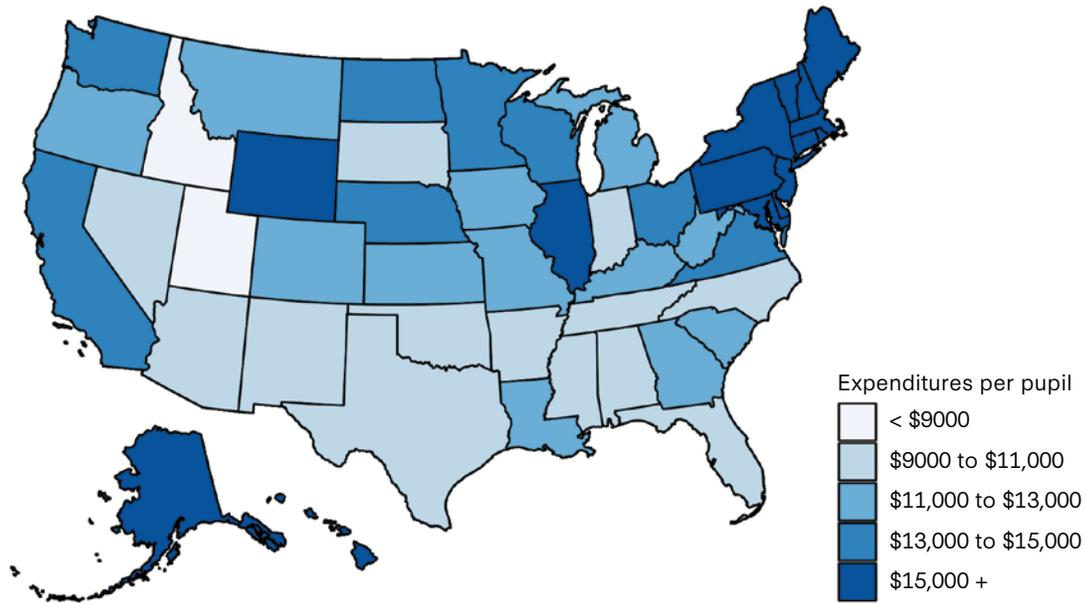 Expenditures per pupil
< $9000
$9000 to $11,000
$11,000 to $13,000
$13,000 to $15,000
$15,000 +